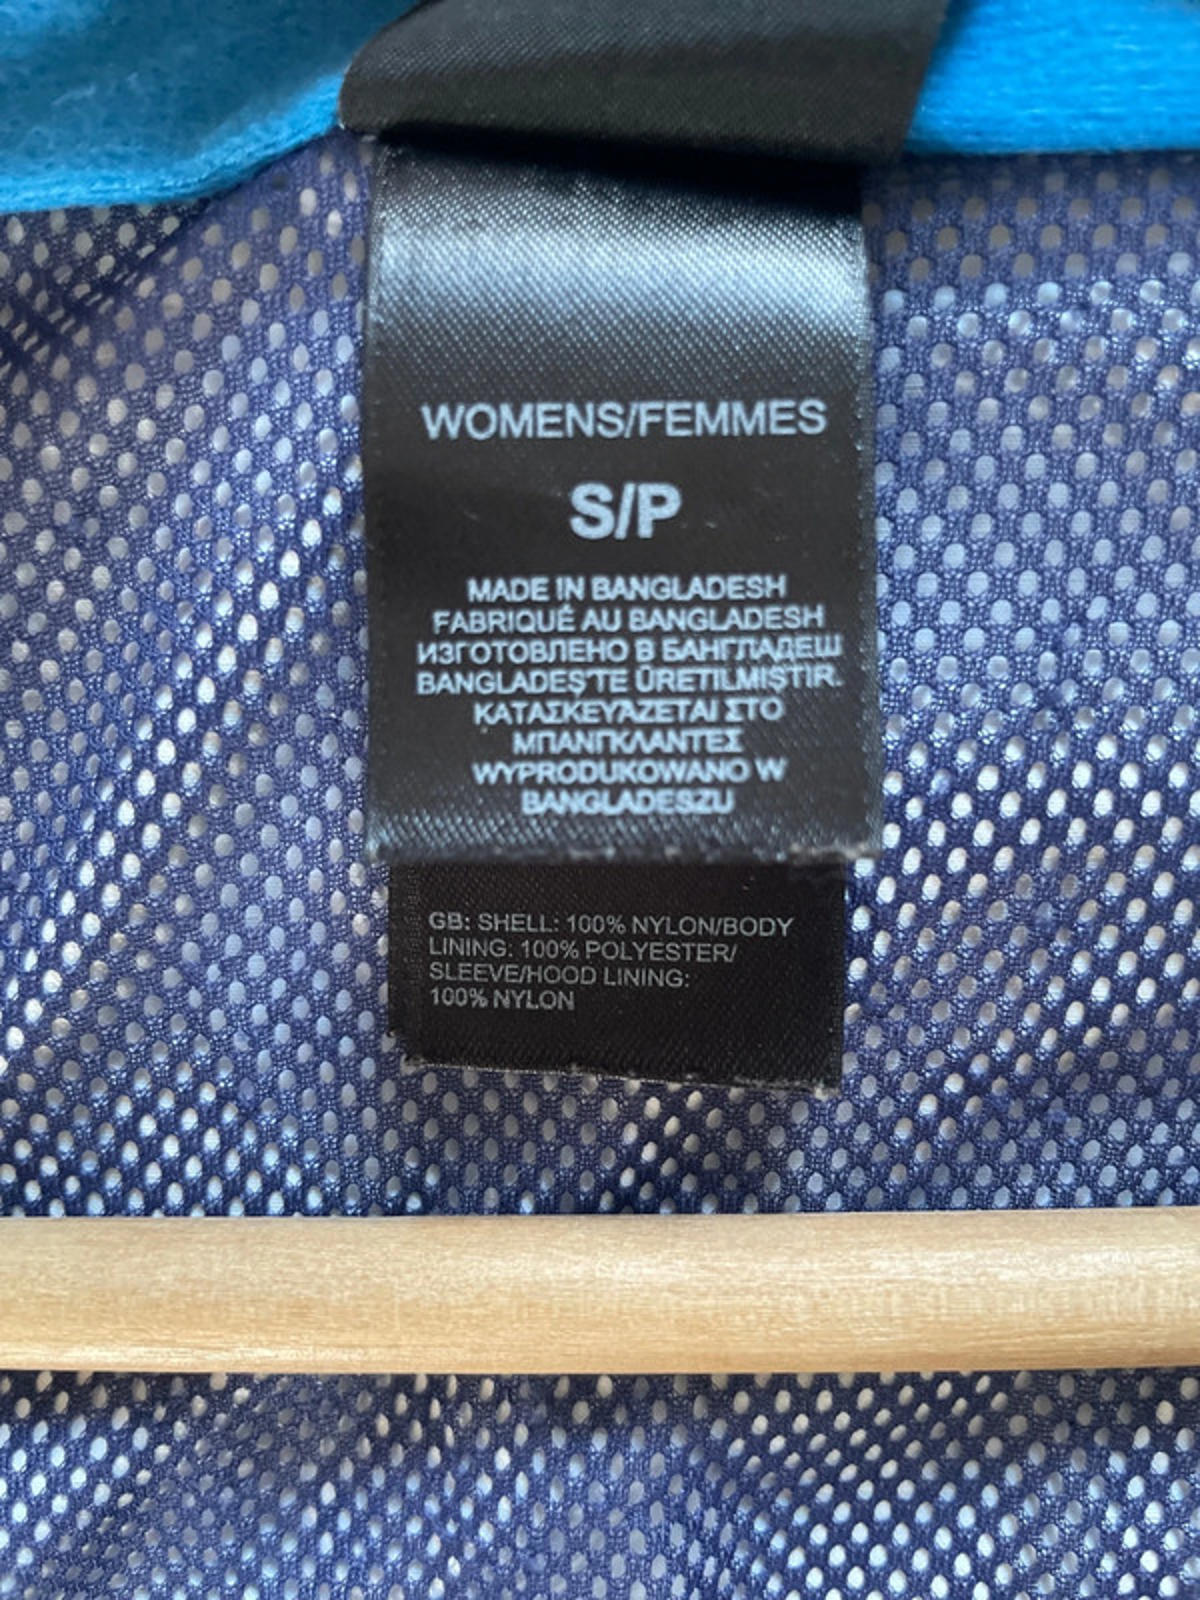 WOMENS/FEMMES
S/P
MADE IN BANGLADESH
FABRIQUÉ AU BANGLADESH
ИЗГОТОВЛЕНО В БАНГЛАДЕШ
BANGLADEŞ'TE ÜRETILMIŞTIR.
ΚΑΤΑΣΚΕΥΆΖΕΤΑΙ ΣΤΟ
ΜΠΑΝΓΚΛΑΝΤΕΣ
WYPRODUKOWANO W
BANGLADESZU
GB: SHELL: 100% NYLON/BODY
LINING: 100% POLYESTER/
SLEEVE/HOOD LINING:
100% NYLON